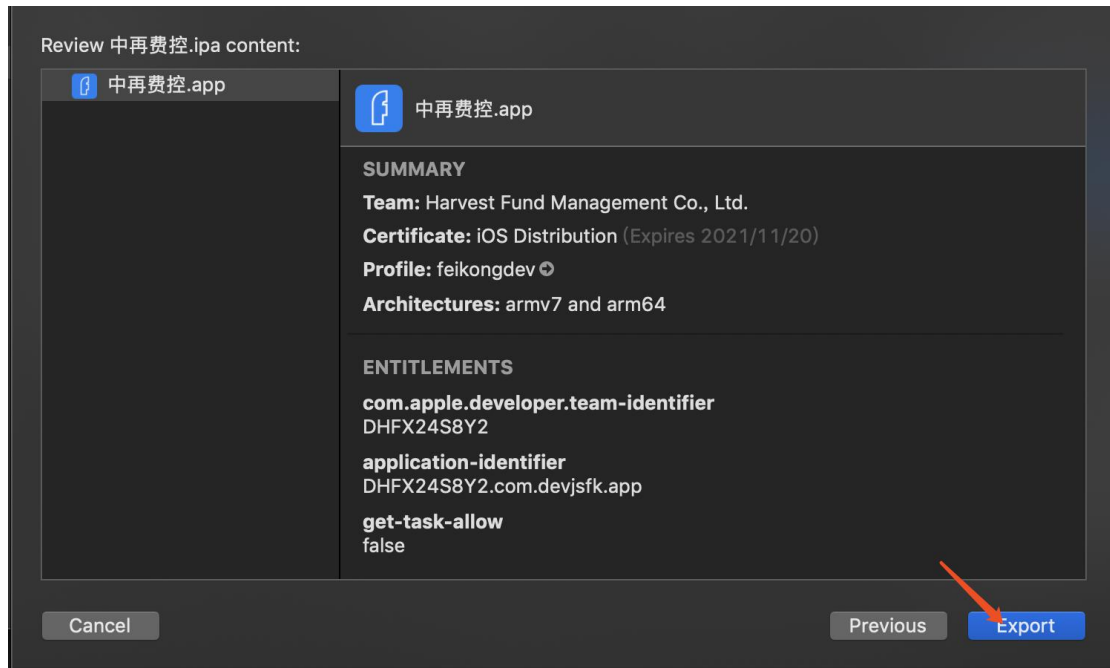 Review 中再费控.ipa content:
中再费控.app
中再费控.app
SUMMARY
Team: Harvest Fund Management Co., Ltd.
Certificate: iOS Distribution (Expires 2021/11/20)
Profile: feikongdev
Architectures: armv7 and arm64
ENTITLEMENTS
com.apple.developer.team-identifier
DHFX24S8Y2
application-identifier
DHFX24S8Y2.com.devjsfk.app
get-task-allow
false
Cancel
Previous
Export